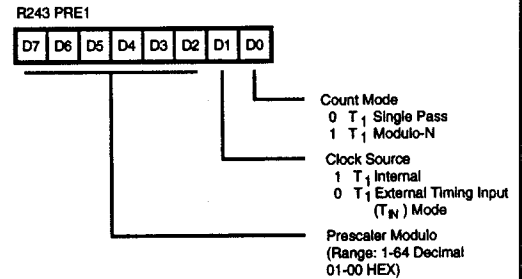 R243 PRE1
D7 D6 D5 D4 D3 D2 D1 D0
Count Mode
0 T1 Single Pass
1 T1 Modulo-N
Clock Source
1 T1 Internal
0 T1 External Timing Input
(TIN) Mode
Prescaler Modulo
(Range: 1-64 Decimal
01-00 HEX)